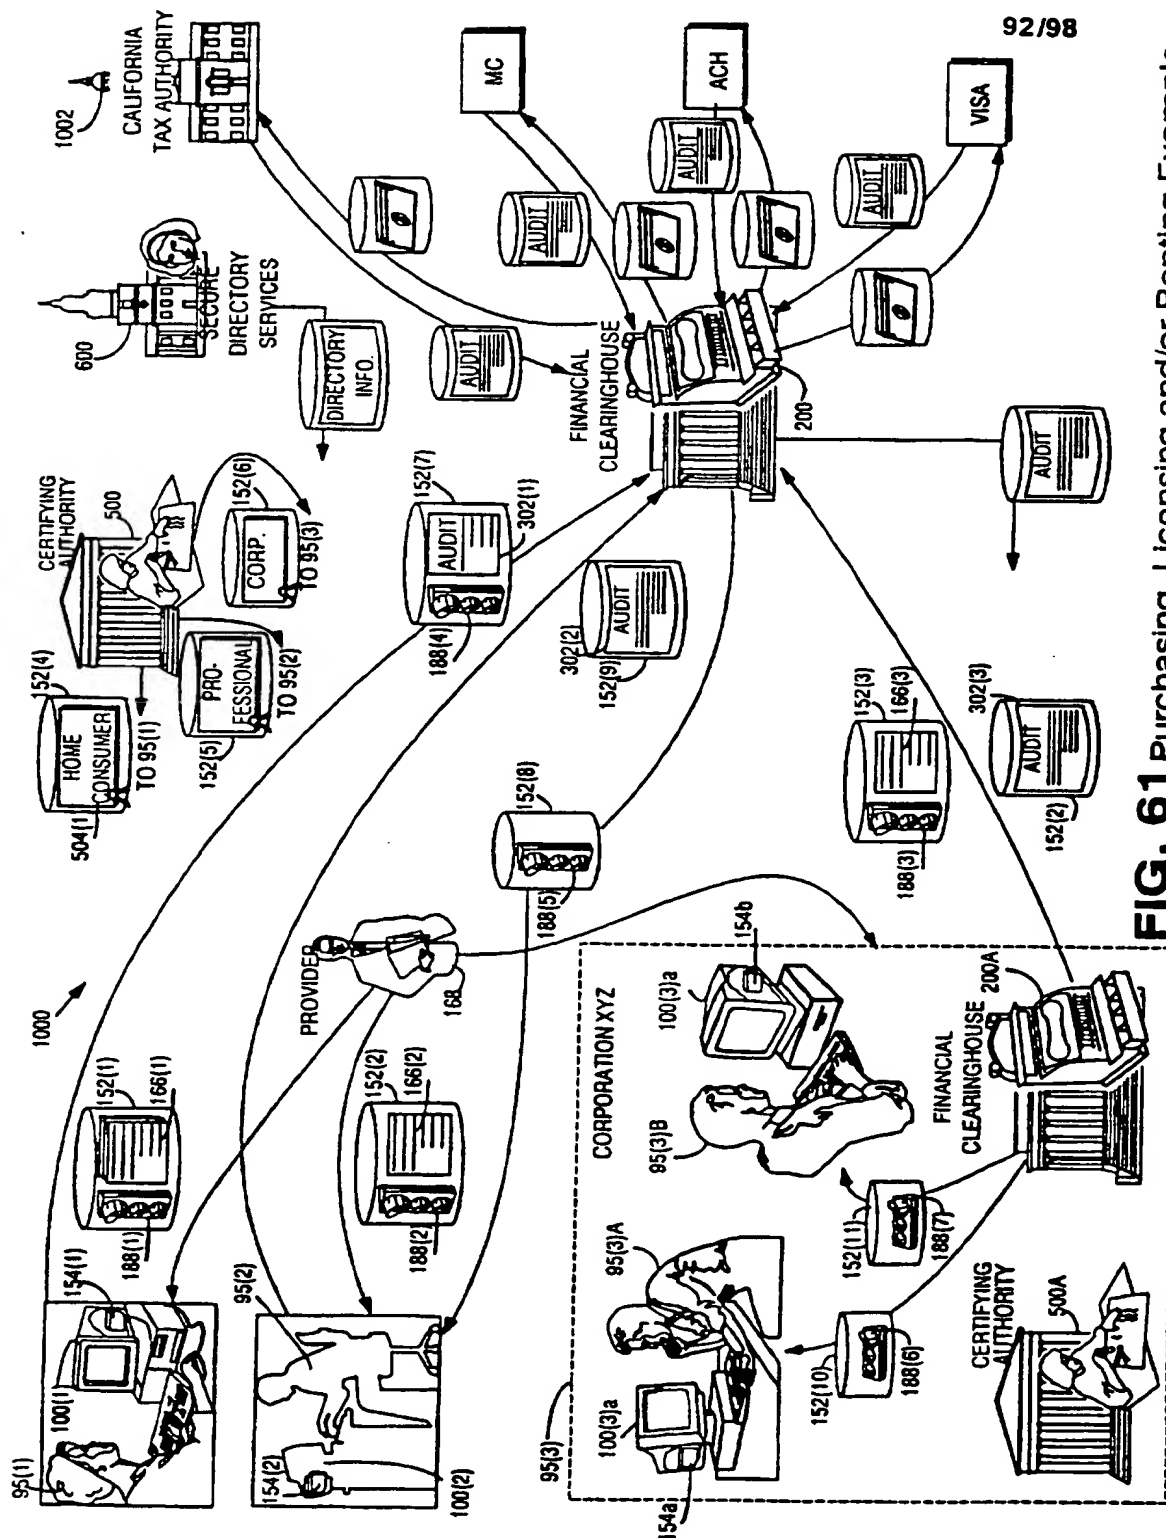 92/98
1002
CALIFORNIA
TAX AUTHORITY
MC
ACH
VISA
AUDIT
AUDIT
AUDIT
600
SECURE
DIRECTORY
SERVICES
DIRECTORY
INFO.
AUDIT
FINANCIAL
CLEARINGHOUSE
200
AUDIT
CERTIFYING
AUTHORITY
500
152(4)
HOME
CONSUMER
504(1)
TO 95(1)
PRO-
FESSIONAL
152(5)
TO 95(2)
152(6)
CORP.
TO 95(3)
152(7)
AUDIT
302(1)
188(4)
302(2)
AUDIT
152(9)
152(8)
188(5)
152(3)
166(3)
188(3)
302(3)
AUDIT
152(2)
1000
PROVIDER
168
152(1)
166(1)
188(1)
152(2)
166(2)
188(2)
95(1)
100(1)
154(1)
95(2)
154(2)
100(2)
95(3)
CORPORATION XYZ
100(3)a
154b
95(3)B
95(3)A
100(3)a
154a
152(11)
188(7)
152(10)
188(6)
FINANCIAL
CLEARINGHOUSE
200A
CERTIFYING
AUTHORITY
500A
FIG. 61 Purchasing, Licensing and/or Renting Example